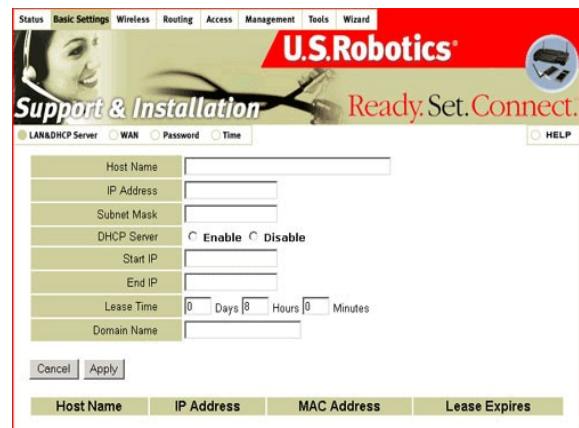 Status Basic Settings Wireless Routing Access Management Tools Wizard
U.S.Robotics®
Support & Installation
Ready. Set. Connect.
LAN&DHCP Server WAN Password Time HELP
Host Name
IP Address
Subnet Mask
DHCP Server Enable Disable
Start IP
End IP
Lease Time 0 Days 8 Hours 0 Minutes
Domain Name
Cancel Apply
Host Name IP Address MAC Address Lease Expires